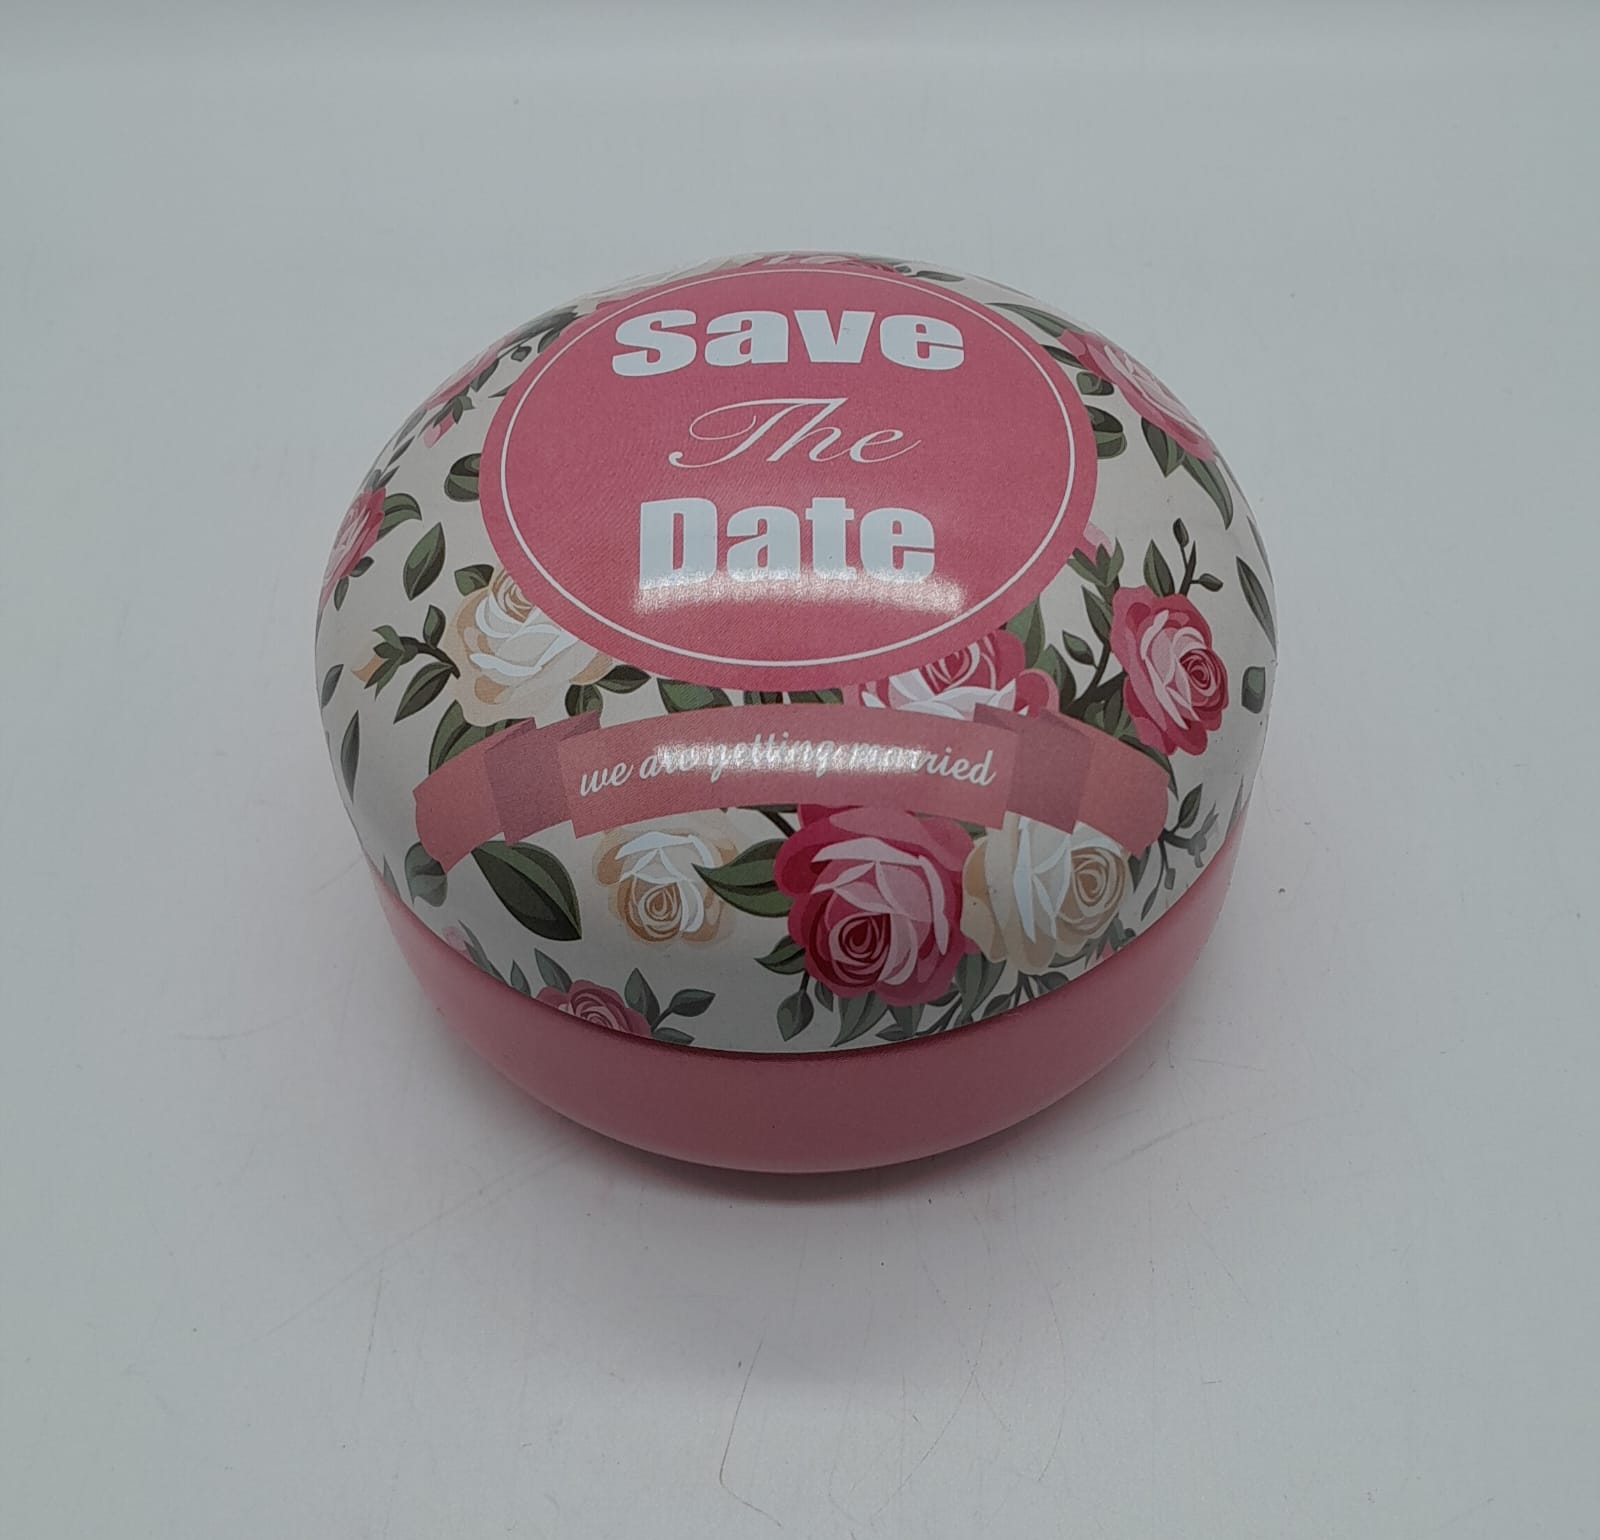 Save
The
Date
we are getting married